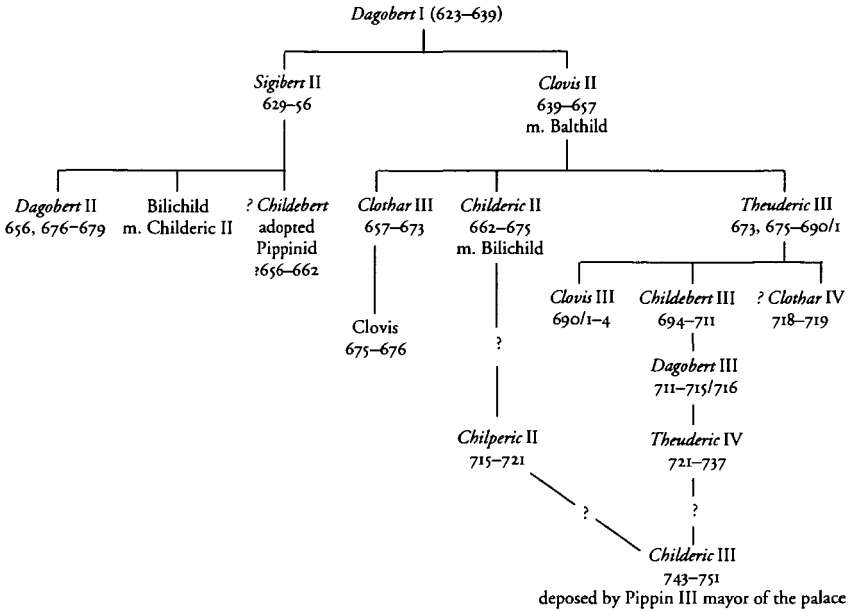 Dagobert I (623–639)
Sigibert II
629–56
Clovis II
639–657
m. Balthild
Dagobert II
656, 676–679
Bilichild
m. Childeric II
? Childebert
adopted
Pippinid
?656–662
Clothar III
657–673
Childeric II
662–675
m. Bilichild
Theuderic III
673, 675–690/1
Clovis
675–676
?
Clovis III
690/1–4
Childebert III
694–711
? Clothar IV
718–719
Dagobert III
711–715/716
Chilperic II
715–721
Theuderic IV
721–737
?
?
Childeric III
743–751
deposed by Pippin III mayor of the palace